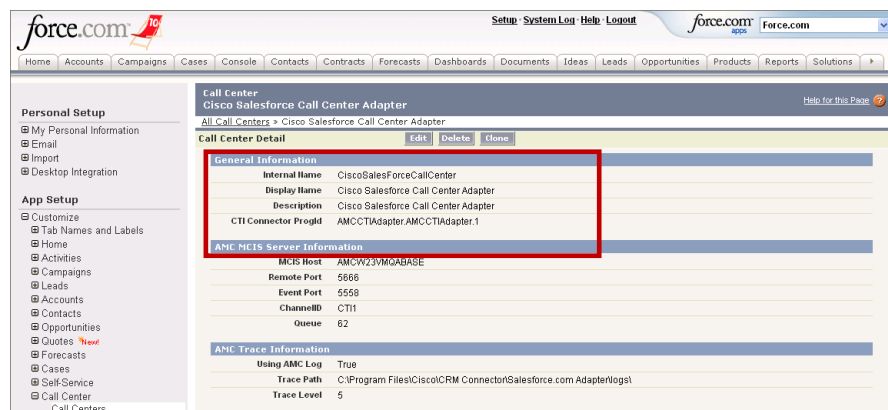 force.com 10
Setup · System Log · Help · Logout
force.com apps
Force.com
Home Accounts Campaigns Cases Console Contacts Contracts Forecasts Dashboards Documents Ideas Leads Opportunities Products Reports Solutions
Personal Setup
My Personal Information
Email
Import
Desktop Integration
App Setup
Customize
Tab Names and Labels
Home
Activities
Campaigns
Leads
Accounts
Contacts
Opportunities
Quotes New!
Forecasts
Cases
Self-Service
Call Center
Call Centers
Call Center
Cisco Salesforce Call Center Adapter
Help for this Page ?
All Call Centers » Cisco Salesforce Call Center Adapter
Call Center Detail Edit Delete Clone
General Information
Internal Name CiscoSalesForceCallCenter
Display Name Cisco Salesforce Call Center Adapter
Description Cisco Salesforce Call Center Adapter
CTI Connector ProgId AMCCTIAdapter.AMCCTIAdapter.1
AMC MCIS Server Information
MCIS Host AMCW23VMQABASE
Remote Port 5666
Event Port 5558
ChannelID CTI1
Queue 62
AMC Trace Information
Using AMC Log True
Trace Path C:\Program Files\Cisco\CRM Connector\Salesforce.com Adapter\logs\
Trace Level 5